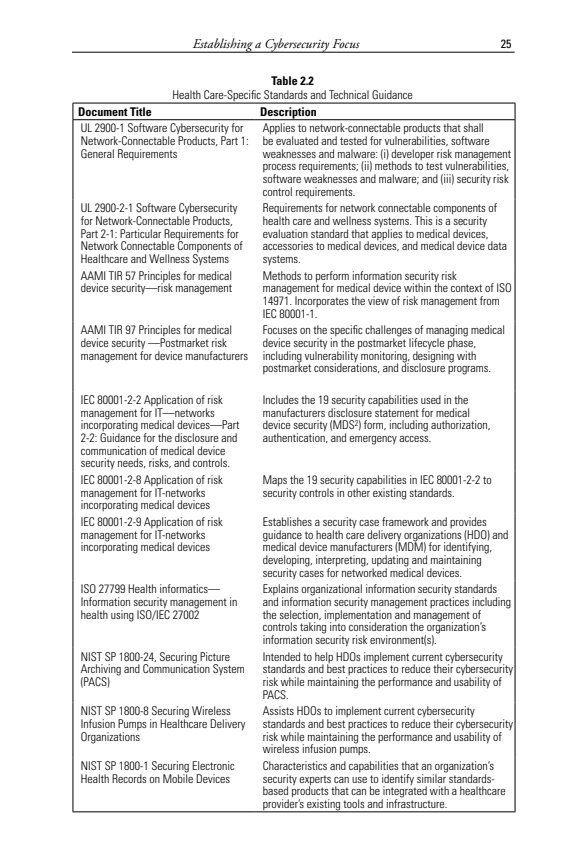 Establishing a Cybersecurity Focus 25
Table 2.2
Health Care-Specific Standards and Technical Guidance
Document Title Description
UL 2900-1 Software Cybersecurity for
Network-Connectable Products, Part 1:
General Requirements
Applies to network-connectable products that shall
be evaluated and tested for vulnerabilities, software
weaknesses and malware: (i) developer risk management
process requirements; (ii) methods to test vulnerabilities,
software weaknesses and malware; and (iii) security risk
control requirements.
UL 2900-2-1 Software Cybersecurity
for Network-Connectable Products,
Part 2-1: Particular Requirements for
Network Connectable Components of
Healthcare and Wellness Systems
Requirements for network connectable components of
health care and wellness systems. This is a security
evaluation standard that applies to medical devices,
accessories to medical devices, and medical device data
systems.
AAMI TIR 57 Principles for medical
device security—risk management
Methods to perform information security risk
management for medical device within the context of ISO
14971. Incorporates the view of risk management from
IEC 80001-1.
AAMI TIR 97 Principles for medical
device security —Postmarket risk
management for device manufacturers
Focuses on the specific challenges of managing medical
device security in the postmarket lifecycle phase,
including vulnerability monitoring, designing with
postmarket considerations, and disclosure programs.
IEC 80001-2-2 Application of risk
management for IT—networks
incorporating medical devices—Part
2-2: Guidance for the disclosure and
communication of medical device
security needs, risks, and controls.
Includes the 19 security capabilities used in the
manufacturers disclosure statement for medical
device security (MDS²) form, including authorization,
authentication, and emergency access.
IEC 80001-2-8 Application of risk
management for IT-networks
incorporating medical devices
Maps the 19 security capabilities in IEC 80001-2-2 to
security controls in other existing standards.
IEC 80001-2-9 Application of risk
management for IT-networks
incorporating medical devices
Establishes a security case framework and provides
guidance to health care delivery organizations (HDO) and
medical device manufacturers (MDM) for identifying,
developing, interpreting, updating and maintaining
security cases for networked medical devices.
ISO 27799 Health informatics—
Information security management in
health using ISO/IEC 27002
Explains organizational information security standards
and information security management practices including
the selection, implementation and management of
controls taking into consideration the organization's
information security risk environment(s).
NIST SP 1800-24, Securing Picture
Archiving and Communication System
(PACS)
Intended to help HDOs implement current cybersecurity
standards and best practices to reduce their cybersecurity
risk while maintaining the performance and usability of
PACS.
NIST SP 1800-8 Securing Wireless
Infusion Pumps in Healthcare Delivery
Organizations
Assists HDOs to implement current cybersecurity
standards and best practices to reduce their cybersecurity
risk while maintaining the performance and usability of
wireless infusion pumps.
NIST SP 1800-1 Securing Electronic
Health Records on Mobile Devices
Characteristics and capabilities that an organization's
security experts can use to identify similar standards-
based products that can be integrated with a healthcare
provider's existing tools and infrastructure.